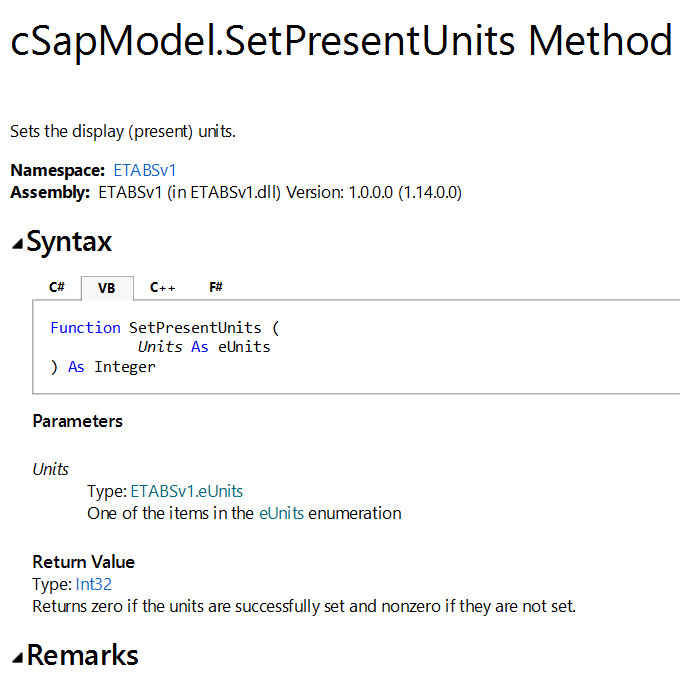 cSapModel.SetPresentUnits Method
Sets the display (present) units.
Namespace: ETABSv1
Assembly: ETABSv1 (in ETABSv1.dll) Version: 1.0.0.0 (1.14.0.0)
Syntax
C# VB C++ F#
Function SetPresentUnits (
Units As eUnits
) As Integer
Parameters
Units
Type: ETABSv1.eUnits
One of the items in the eUnits enumeration
Return Value
Type: Int32
Returns zero if the units are successfully set and nonzero if they are not set.
Remarks